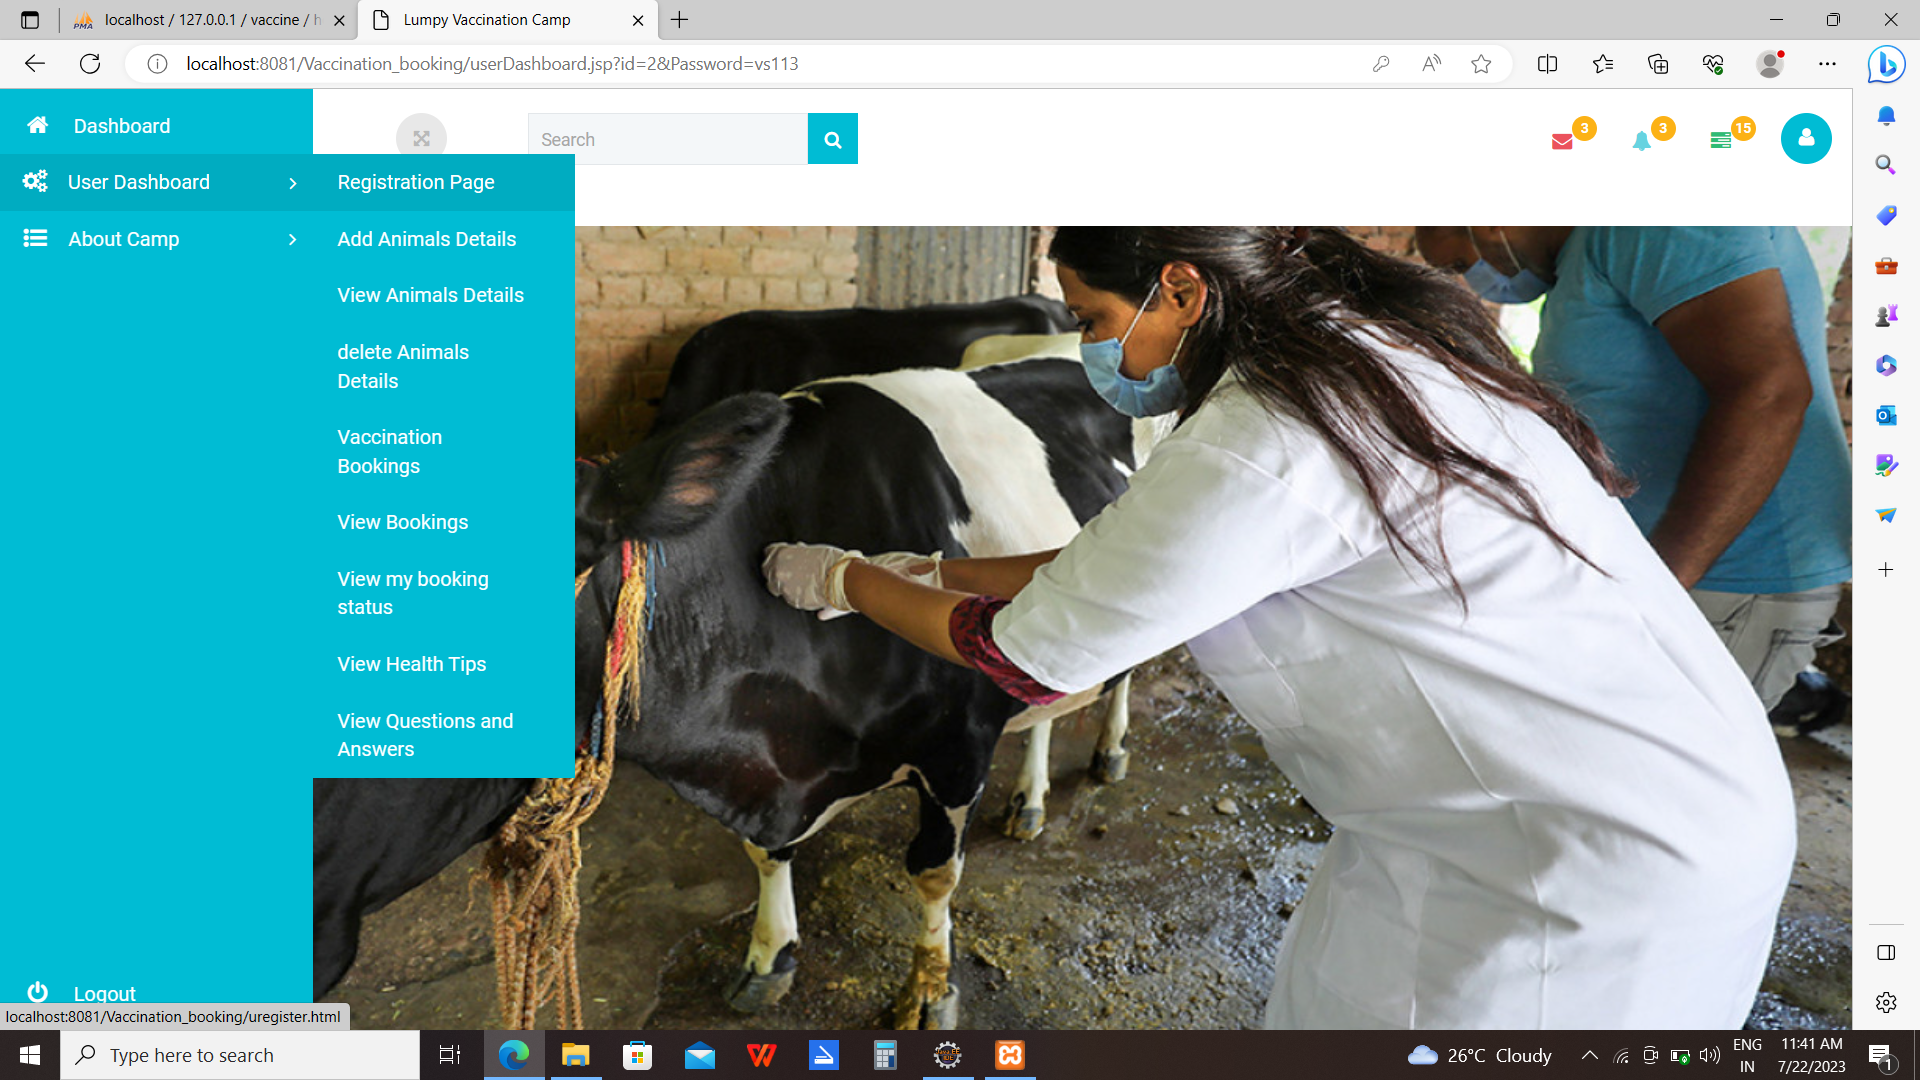 localhost / 127.0.0.1 / vaccine / h
Lumpy Vaccination Camp
localhost:8081/Vaccination_booking/userDashboard.jsp?id=2&Password=vs113
Dashboard
Search
3
3
15
User Dashboard
Registration Page
About Camp
Add Animals Details
View Animals Details
delete Animals
Details
Vaccination
Bookings
View Bookings
View my booking
status
View Health Tips
View Questions and
Answers
Logout
localhost:8081/Vaccination_booking/uregister.html
Type here to search
26°C Cloudy
ENG
IN
11:41 AM
7/22/2023
1